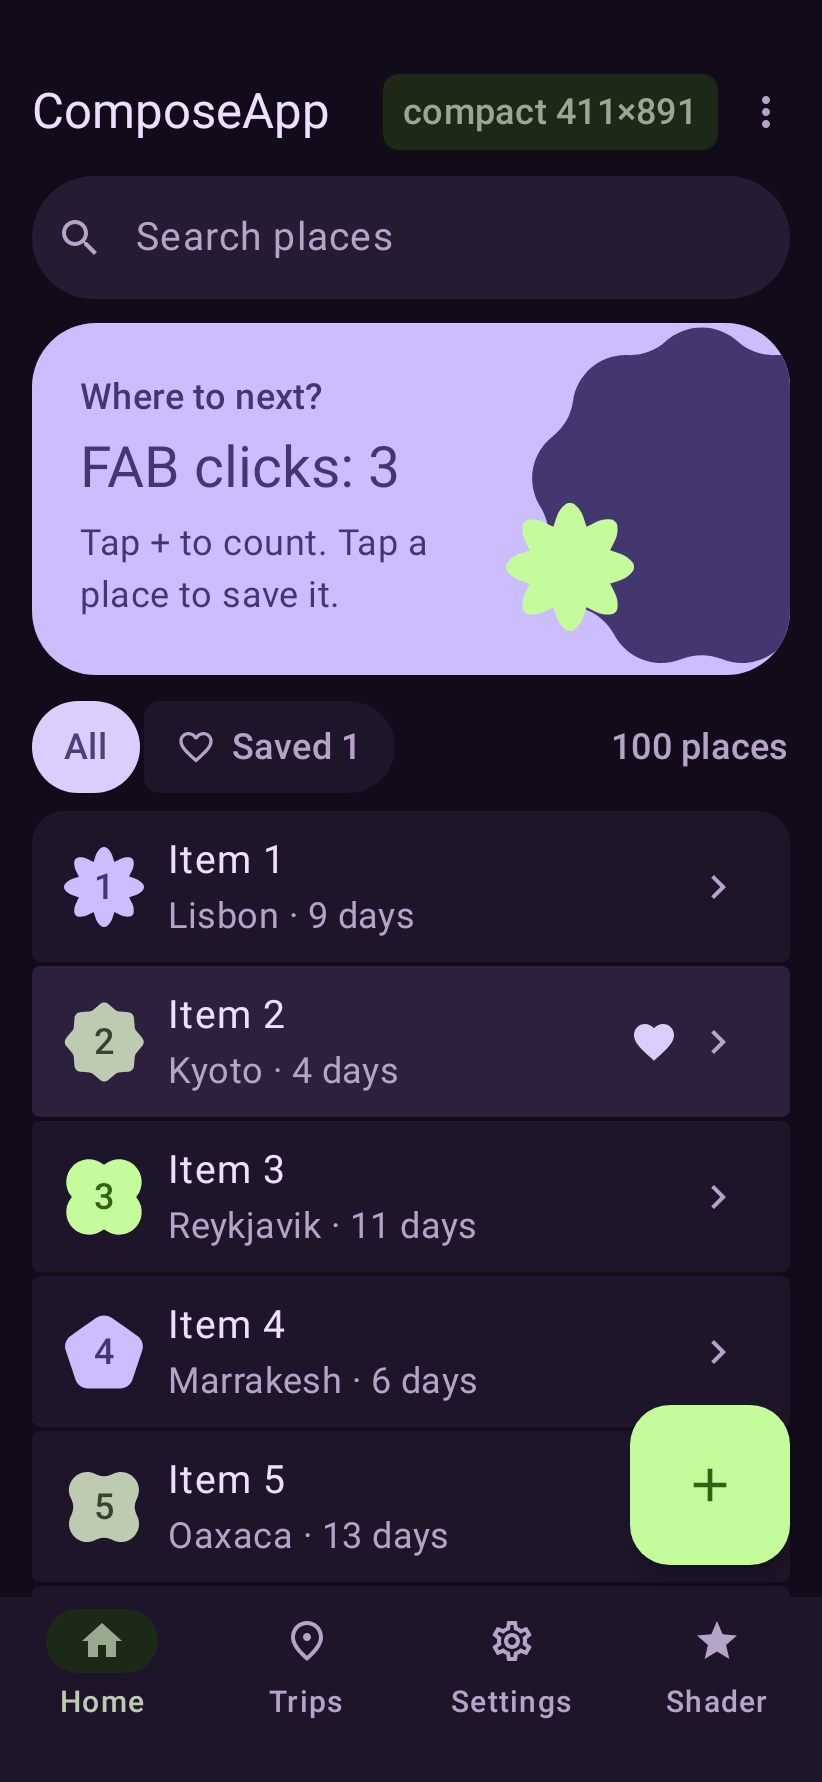 ComposeApp
compact 411×891
Search places
Where to next?
FAB clicks: 3
Tap + to count. Tap a
place to save it.
All
Saved 1
100 places
1
Item 1
Lisbon · 9 days
2
Item 2
Kyoto · 4 days
3
Item 3
Reykjavik · 11 days
4
Item 4
Marrakesh · 6 days
5
Item 5
Oaxaca · 13 days
Home
Trips
Settings
Shader